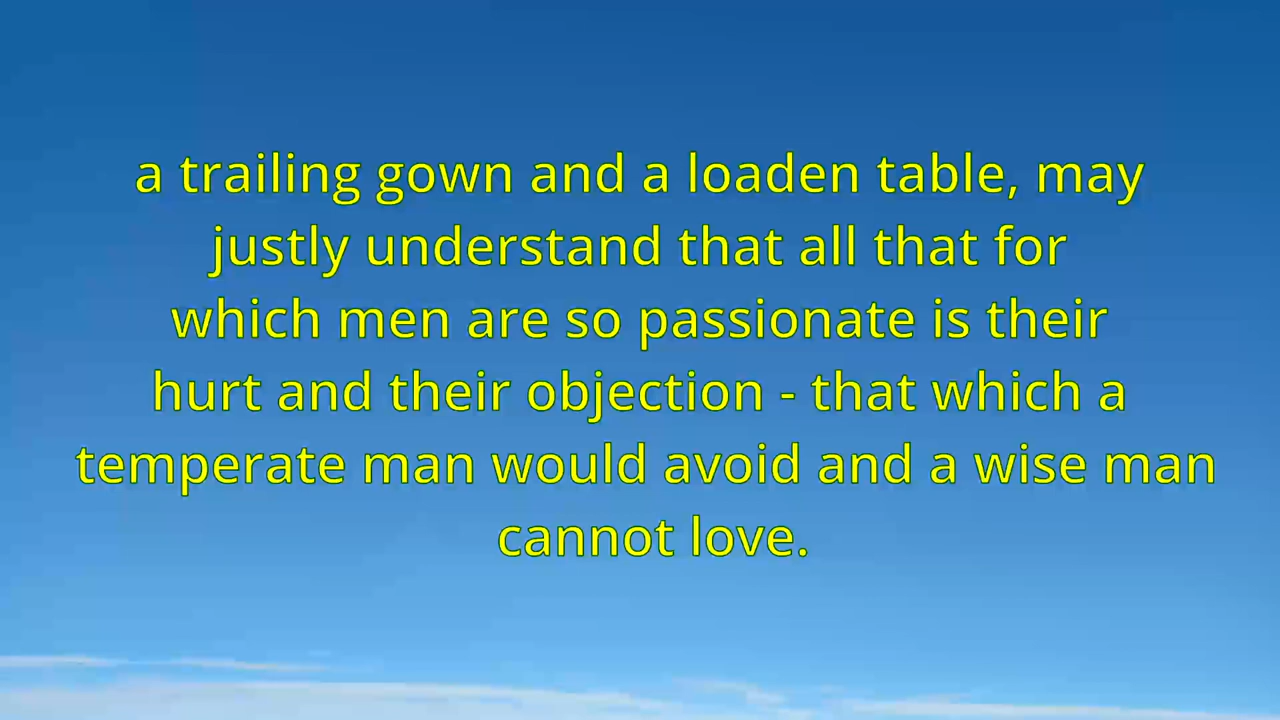 a trailing gown and a loaden table, may
justly understand that all that for
which men are so passionate is their
hurt and their objection - that which a
temperate man would avoid and a wise man
cannot love.